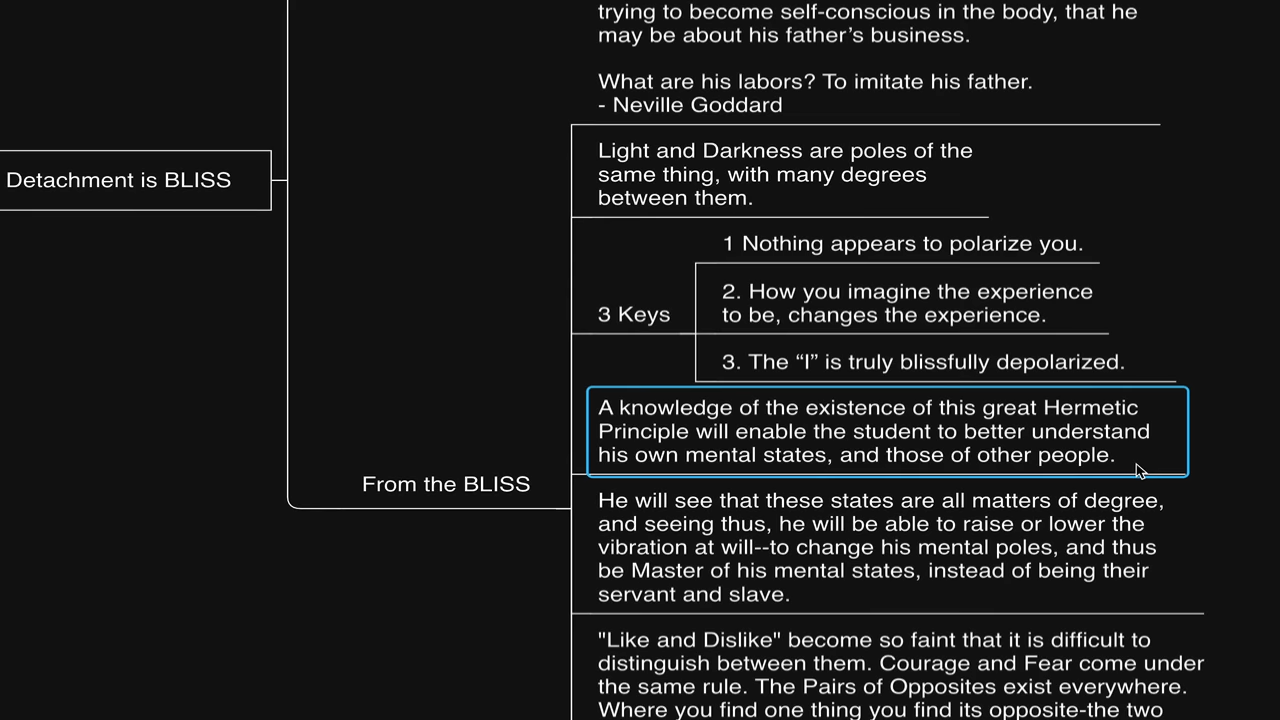 trying to become self-conscious in the body, that he
may be about his father’s business.
What are his labors? To imitate his father.
- Neville Goddard
Detachment is BLISS
Light and Darkness are poles of the
same thing, with many degrees
between them.
1 Nothing appears to polarize you.
2. How you imagine the experience
to be, changes the experience.
3 Keys
3. The “I” is truly blissfully depolarized.
A knowledge of the existence of this great Hermetic
Principle will enable the student to better understand
his own mental states, and those of other people.
From the BLISS
He will see that these states are all matters of degree,
and seeing thus, he will be able to raise or lower the
vibration at will--to change his mental poles, and thus
be Master of his mental states, instead of being their
servant and slave.
"Like and Dislike" become so faint that it is difficult to
distinguish between them. Courage and Fear come under
the same rule. The Pairs of Opposites exist everywhere.
Where you find one thing you find its opposite-the two